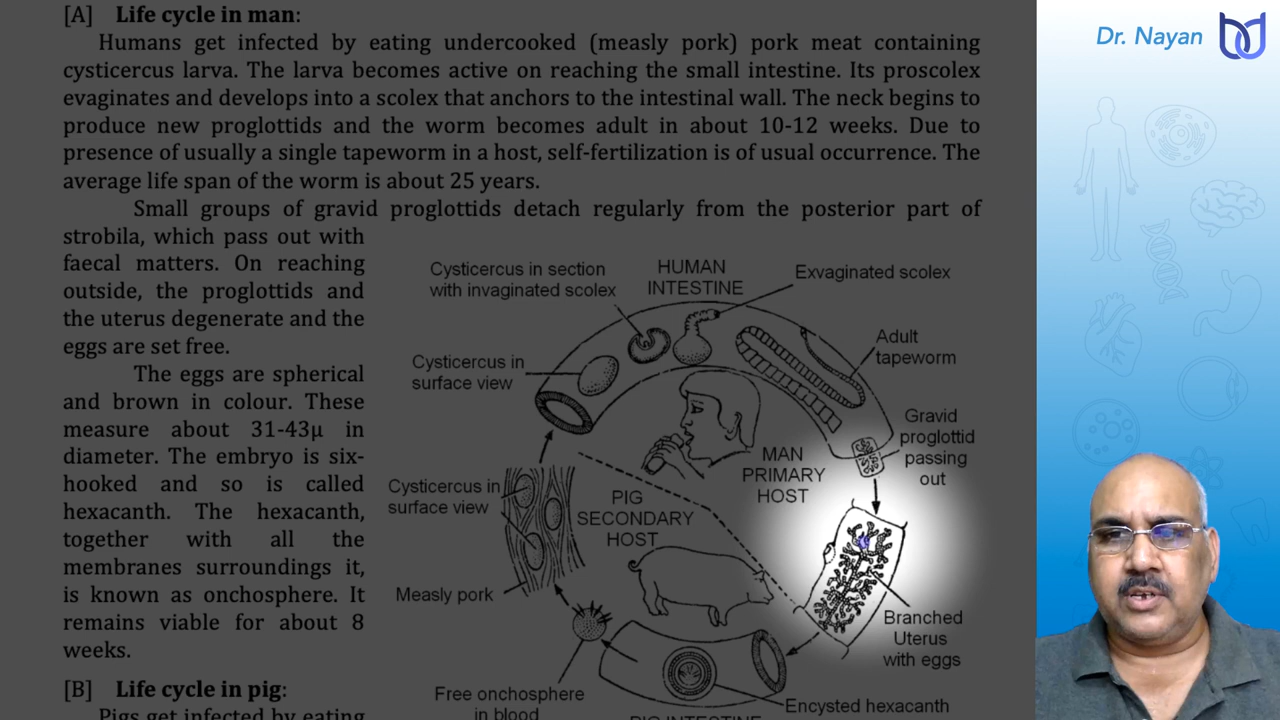 [A] Life cycle in man:
Humans get infected by eating undercooked (measly pork) pork meat containing
cysticercus larva. The larva becomes active on reaching the small intestine. Its proscolex
evaginates and develops into a scolex that anchors to the intestinal wall. The neck begins to
produce new proglottids and the worm becomes adult in about 10-12 weeks. Due to
presence of usually a single tapeworm in a host, self-fertilization is of usual occurrence. The
average life span of the worm is about 25 years.
Small groups of gravid proglottids detach regularly from the posterior part of
strobila, which pass out with
faecal matters. On reaching
outside, the proglottids and
the uterus degenerate and the
eggs are set free.
The eggs are spherical
and brown in colour. These
measure about 31-43µ in
diameter. The embryo is six-
hooked and so is called
hexacanth. The hexacanth,
together with all the
membranes surroundings it,
is known as onchosphere. It
remains viable for about 8
weeks.
[B] Life cycle in pig:
Pigs get infected by eating
Cysticercus in section
with invaginated scolex
HUMAN
INTESTINE
Exvaginated scolex
Cysticercus in
surface view
Adult
tapeworm
Gravid
proglottid
passing
out
MAN
PRIMARY
HOST
Cysticercus in
surface view
PIG
SECONDARY
HOST
Measly pork
Branched
Uterus
with eggs
Free onchosphere
in blood
Encysted hexacanth
PIG INTESTINE
Dr. Nayan